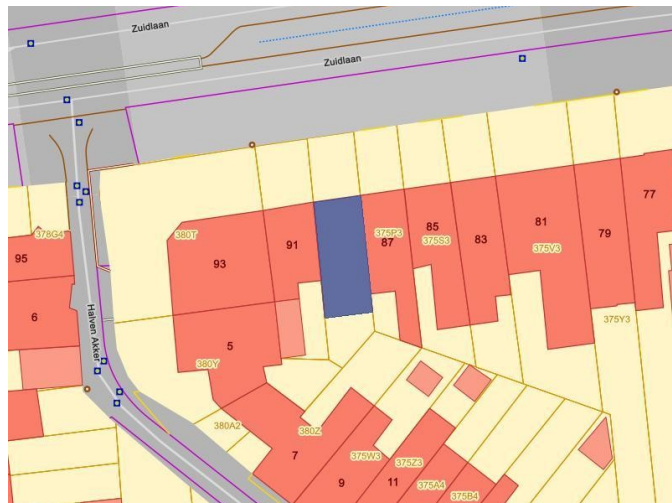 Zuidlaan
Zuidlaan
77
85
81
378G4
380T
375P3
375S3
91
87
83
79
375V3
95
93
Halven Akker
6
5
375Y3
380Y
380A2
380Z
7
375W3
375Z3
9
11
375A4
375B4